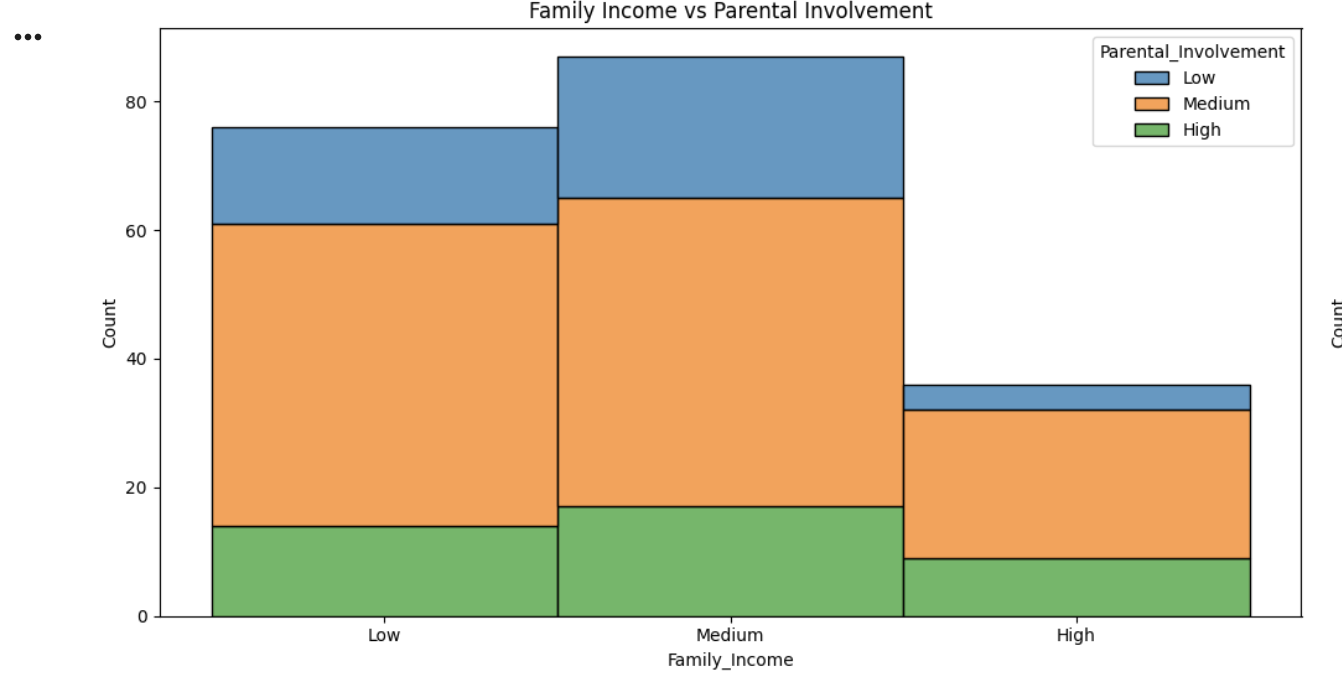 Family Income vs Parental Involvement
Parental_Involvement
Low
Medium
High
80
60
40
20
0
Count
Low Medium High
Family_Income
Count